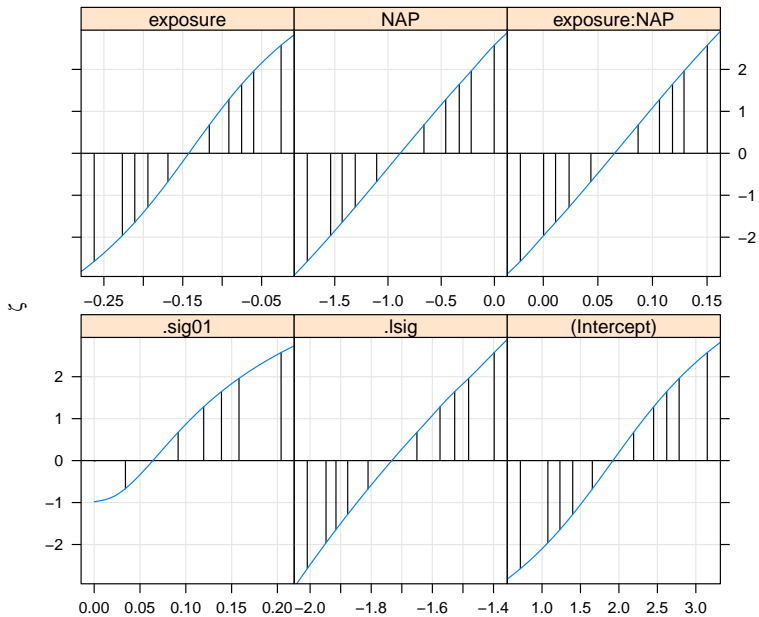 exposure NAP exposure:NAP
2
1
0
−1
−2
−0.25 −0.15 −0.05 −1.5 −1.0 −0.5 0.0 0.00 0.05 0.10 0.15
ζ
.sig01 .lsig (Intercept)
2
1
0
−1
−2
0.00 0.05 0.10 0.15 0.20 −2.0 −1.8 −1.6 −1.4 1.0 1.5 2.0 2.5 3.0